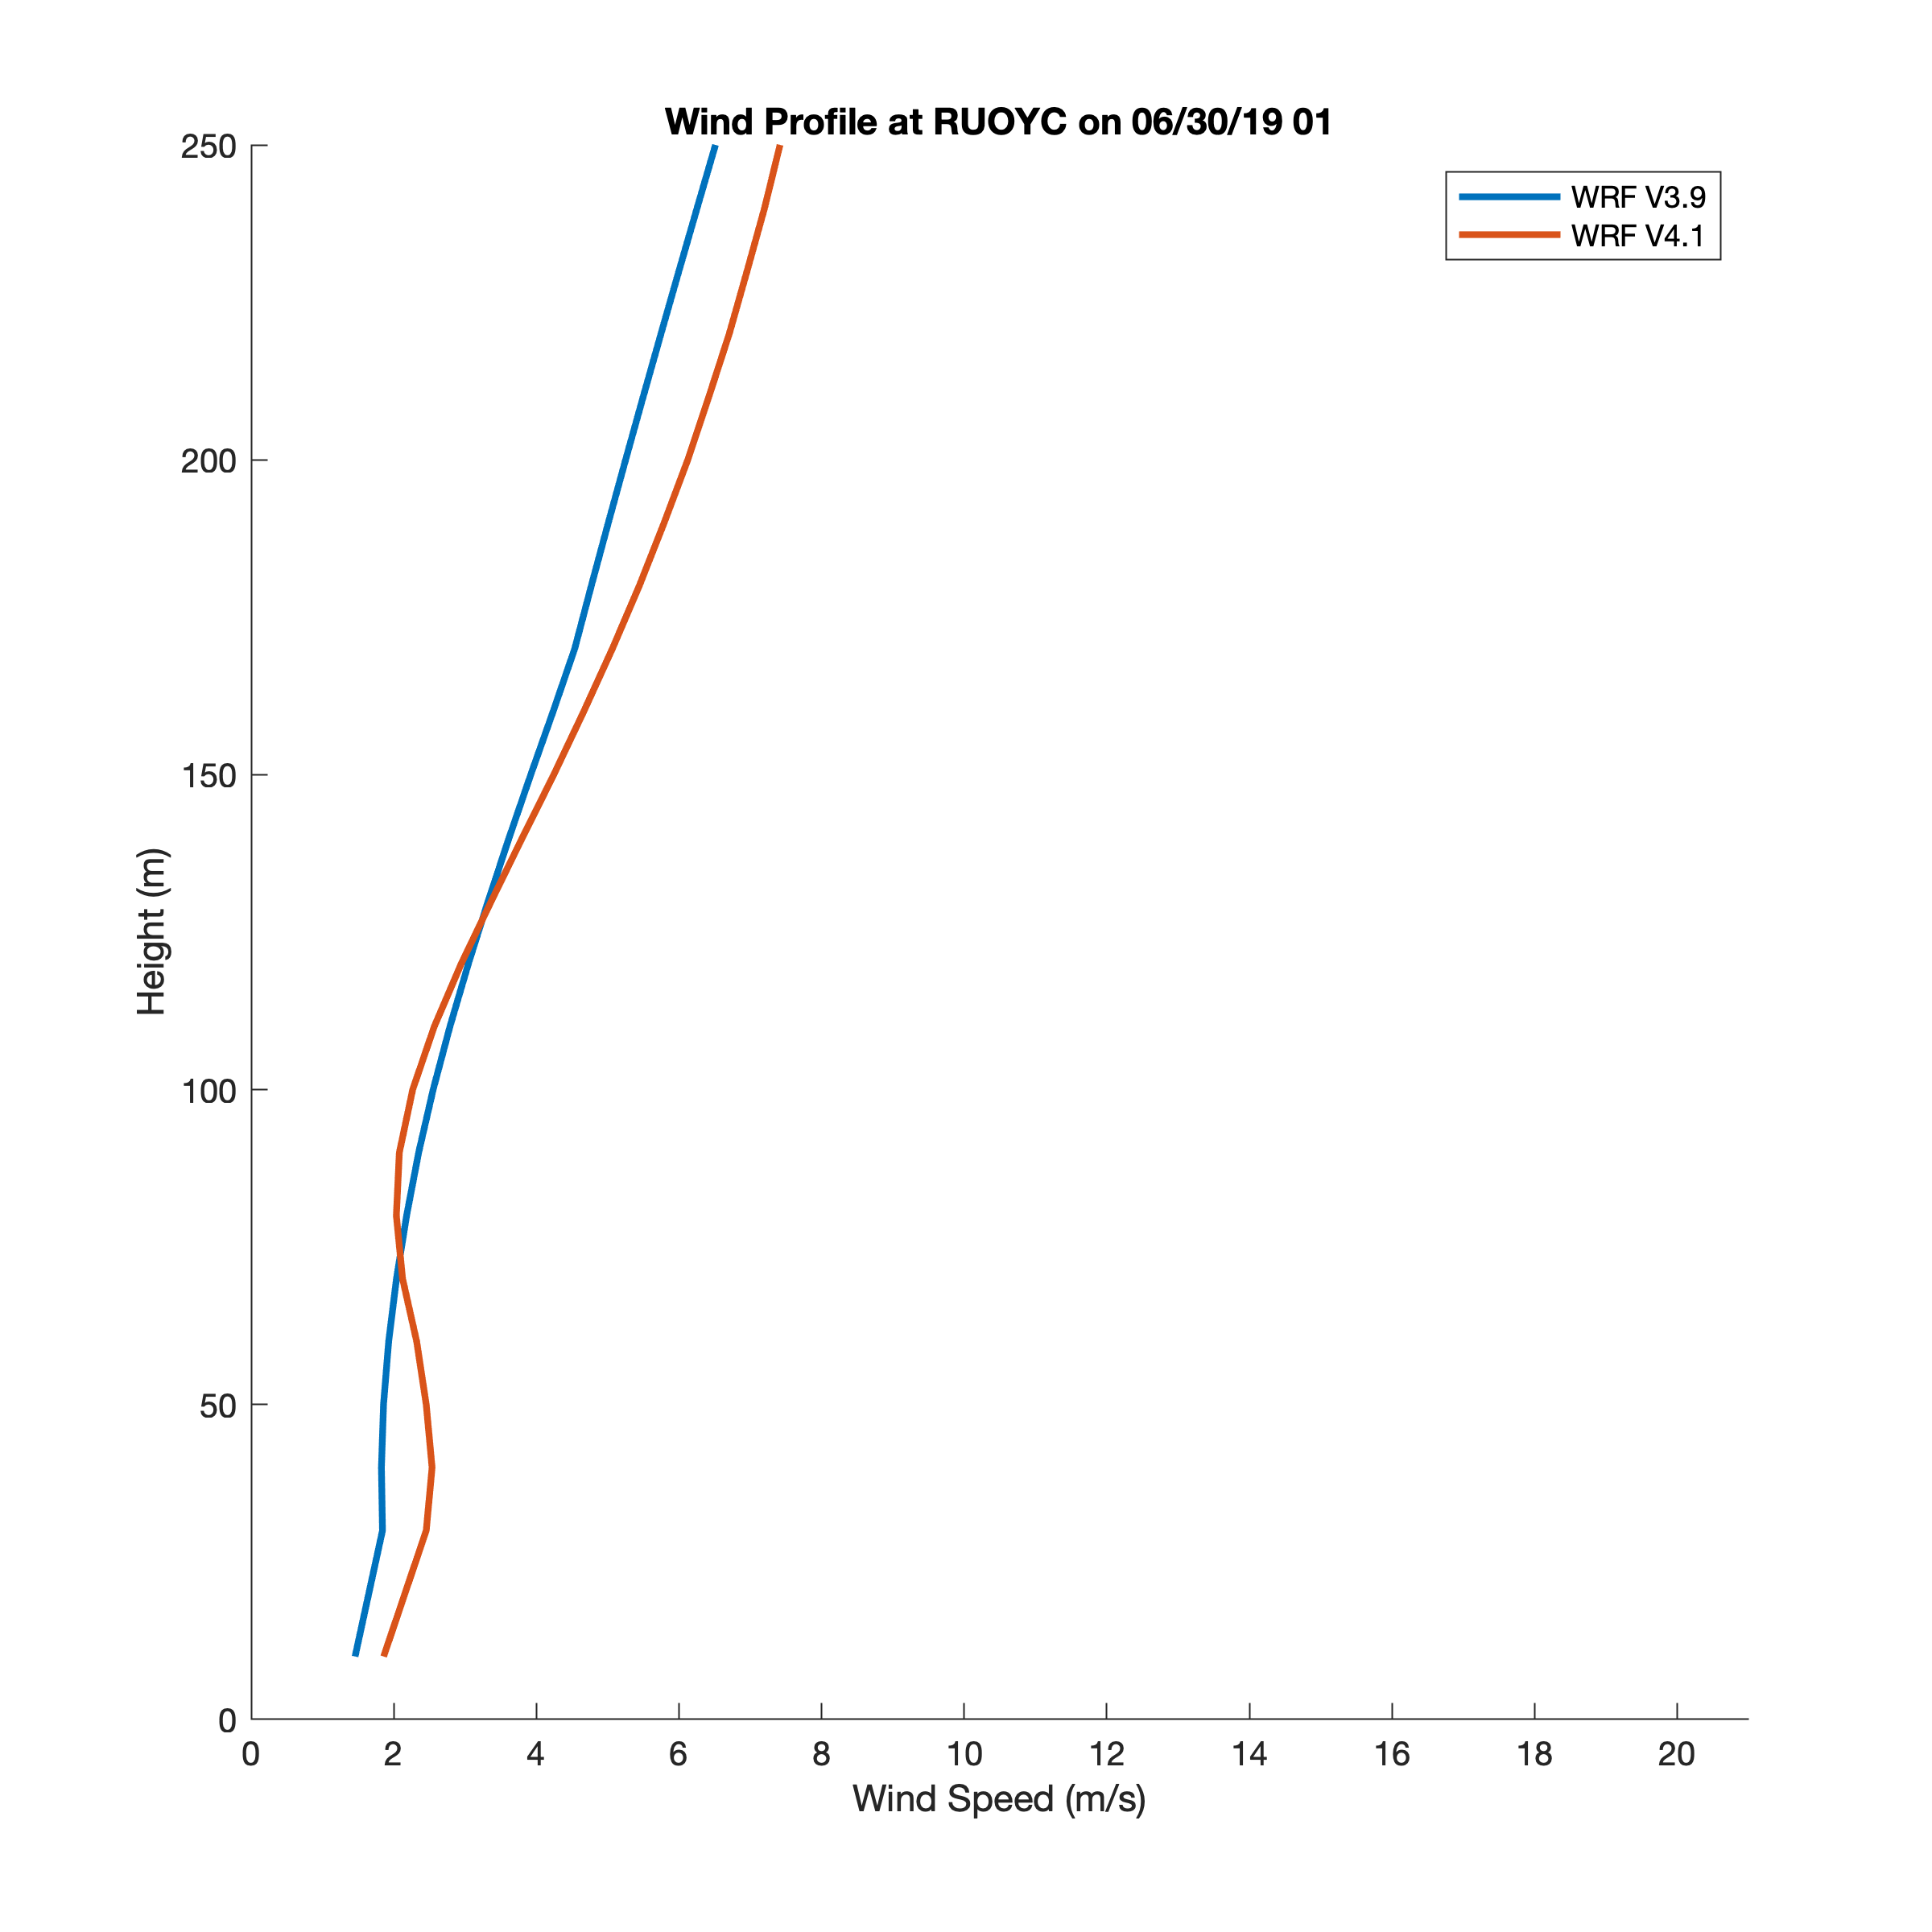 Wind Profile at RUOYC on 06/30/19 01
WRF V3.9
WRF V4.1
250
200
150
100
50
0
Height (m)
0 2 4 6 8 10 12 14 16 18 20
Wind Speed (m/s)